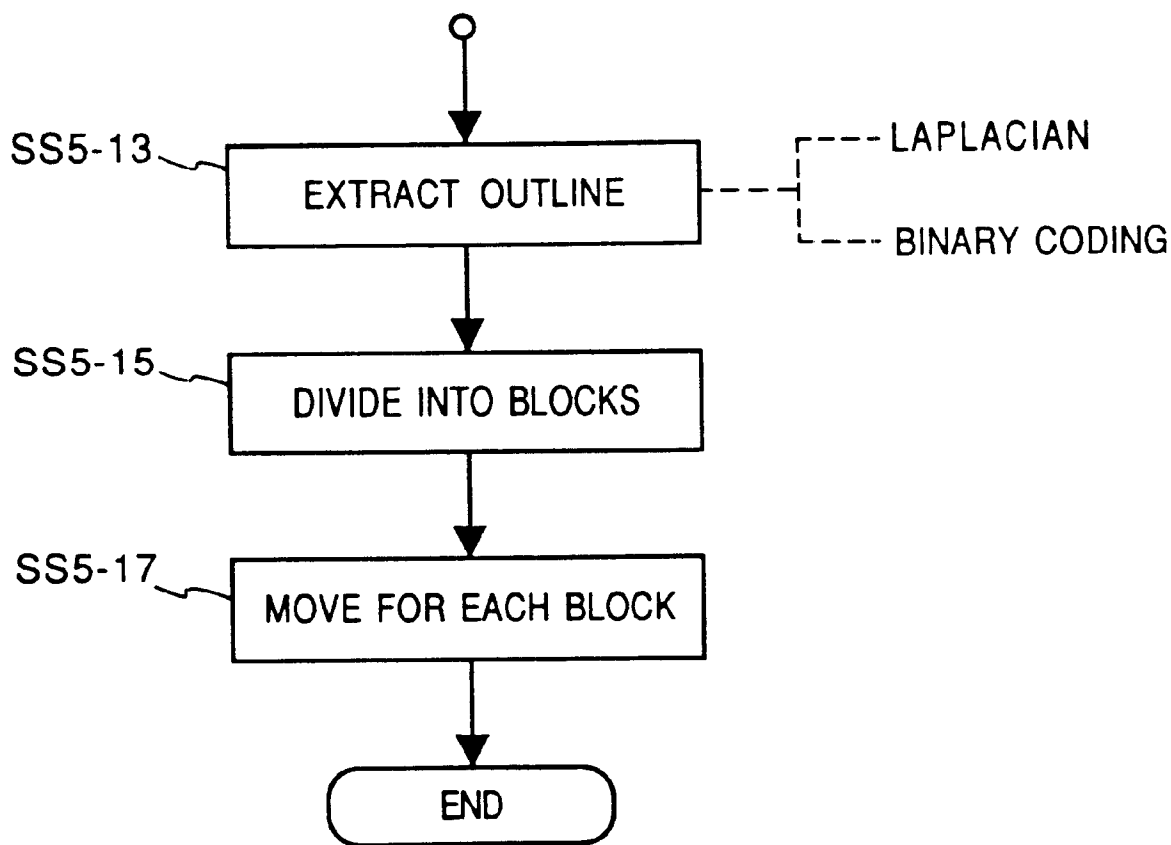 SS5-13
EXTRACT OUTLINE
LAPLACIAN
BINARY CODING
SS5-15
DIVIDE INTO BLOCKS
SS5-17
MOVE FOR EACH BLOCK
END